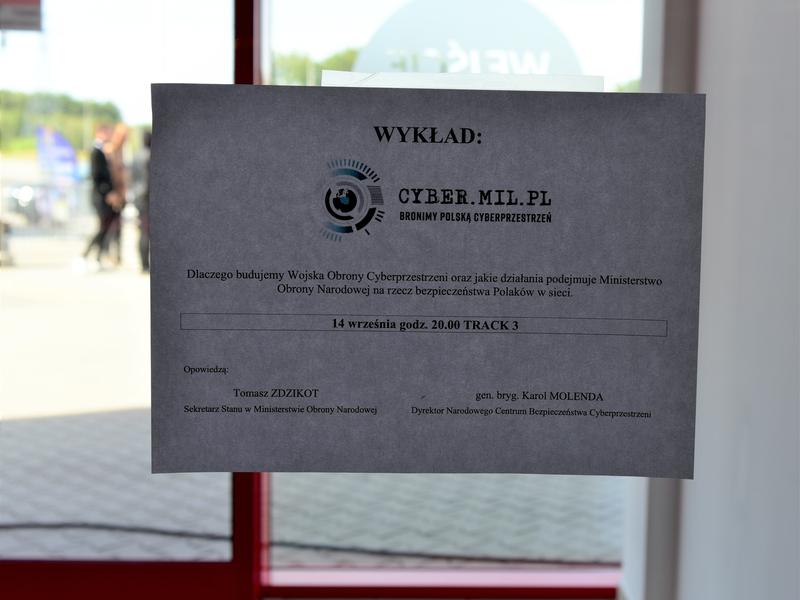 WEJŚCIE
WYKŁAD:
CYBER.MIL.PL
BRONIMY POLSKĄ CYBERPRZESTRZEŃ
Dlaczego budujemy Wojska Obrony Cyberprzestrzeni oraz jakie działania podejmuje Ministerstwo
Obrony Narodowej na rzecz bezpieczeństwa Polaków w sieci.
14 września godz. 20.00 TRACK 3
Opowiedzą:
Tomasz ZDZIKOT
Sekretarz Stanu w Ministerstwie Obrony Narodowej
gen. bryg. Karol MOLENDA
Dyrektor Narodowego Centrum Bezpieczeństwa Cyberprzestrzeni